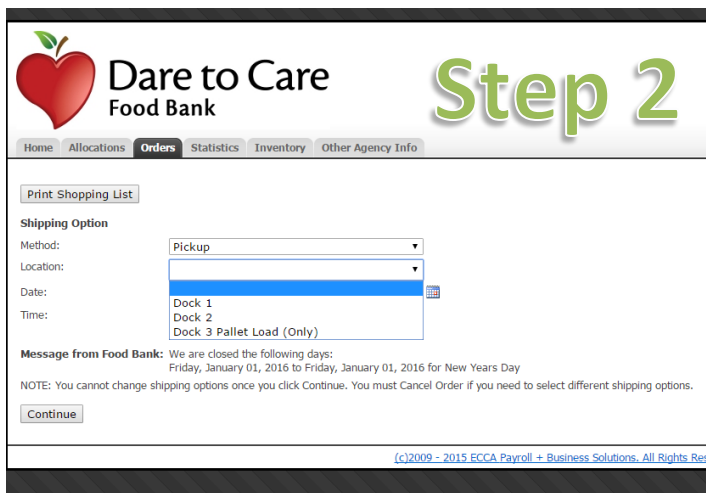 Dare to Care
Food Bank
Step 2
Home Allocations Orders Statistics Inventory Other Agency Info
Print Shopping List
Shipping Option
Method: Pickup
Location:
Date:
Dock 1
Time: Dock 2
Dock 3 Pallet Load (Only)
Message from Food Bank: We are closed the following days:
Friday, January 01, 2016 to Friday, January 01, 2016 for New Years Day
NOTE: You cannot change shipping options once you click Continue. You must Cancel Order if you need to select different shipping options.
Continue
(c)2009 - 2015 ECCA Payroll + Business Solutions. All Rights Res